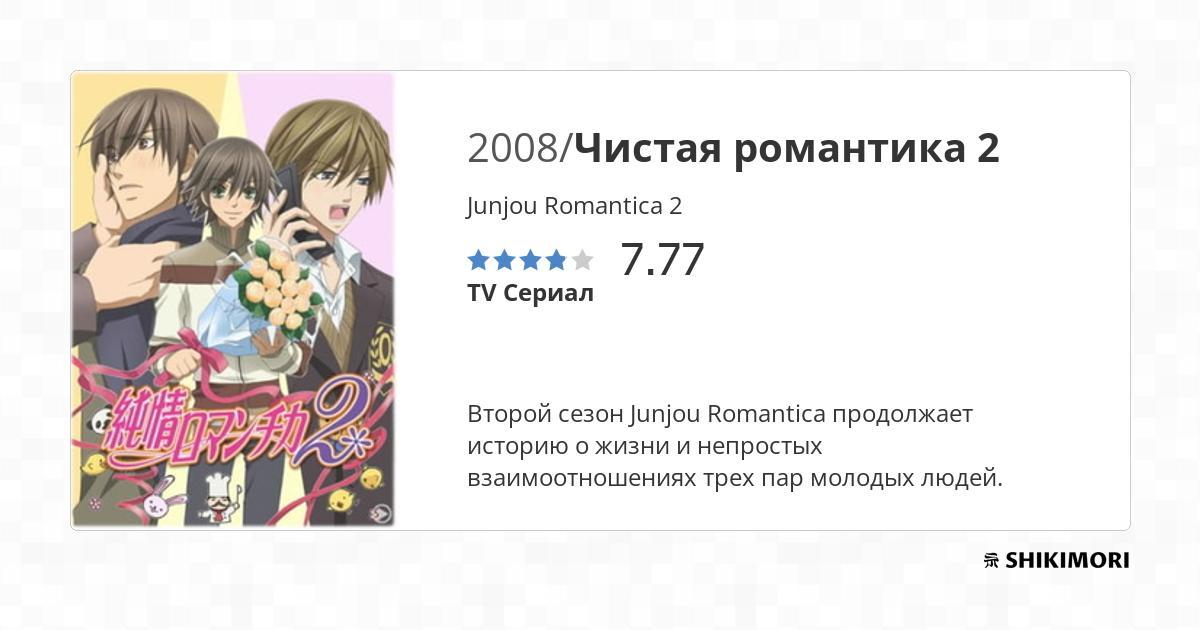 純情ロマンチカ2
2008/Чистая романтика 2
Junjou Romantica 2
7.77
TV Сериал
Второй сезон Junjou Romantica продолжает
историю о жизни и непростых
взаимоотношениях трех пар молодых людей.
SHIKIMORI